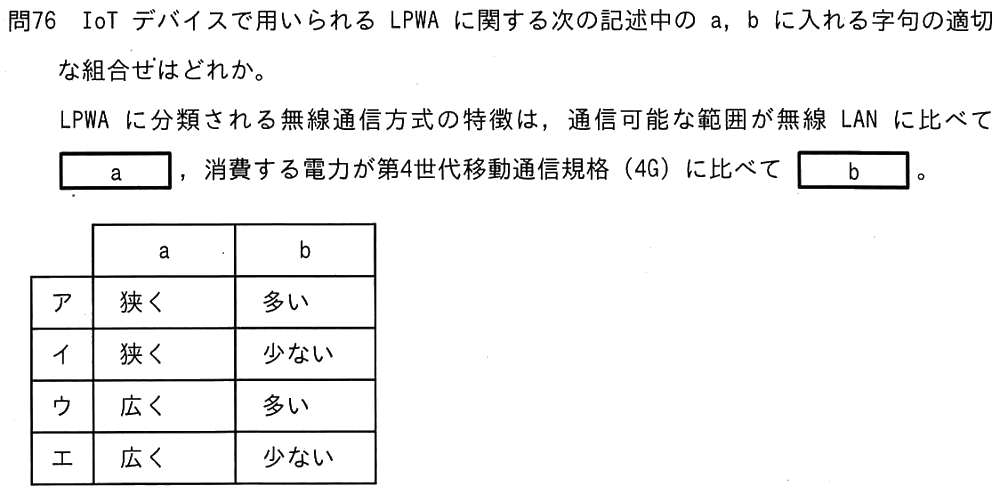 問76 IoT デバイスで用いられる LPWA に関する次の記述中の a, b に入れる字句の適切
な組合せはどれか。
LPWA に分類される無線通信方式の特徴は，通信可能な範囲が無線 LAN に比べて
a ，消費する電力が第4世代移動通信規格（4G）に比べて b 。
a b
ア 狭く 多い
イ 狭く 少ない
ウ 広く 多い
エ 広く 少ない